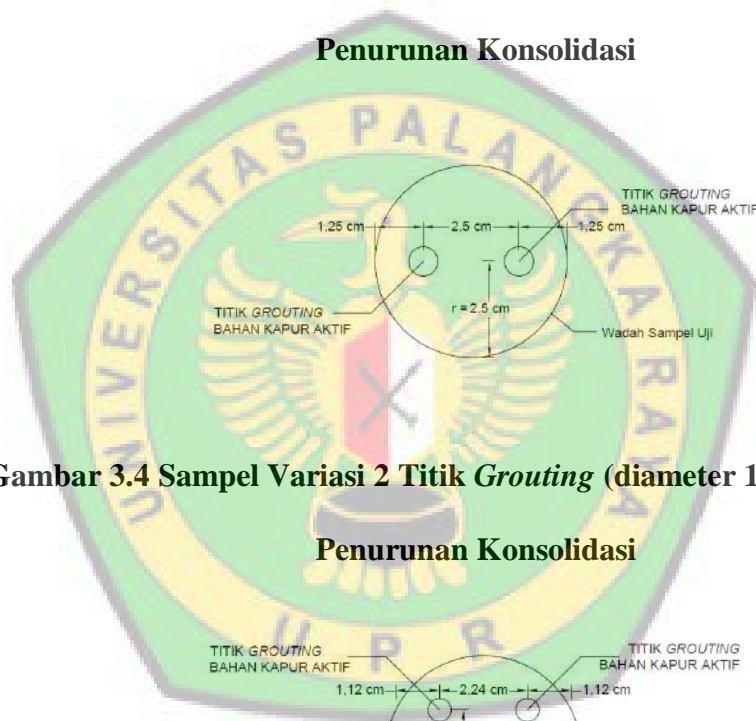 Penurunan Konsolidasi
UNIVERSITAS PALANGKA RAYA
TITIK GROUTING
BAHAN KAPUR AKTIF
1,25 cm
2,5 cm
1,25 cm
TITIK GROUTING
BAHAN KAPUR AKTIF
r = 2,5 cm
Wadah Sampel Uji
Gambar 3.4 Sampel Variasi 2 Titik Grouting (diameter 1
Penurunan Konsolidasi
U P R
TITIK GROUTING
BAHAN KAPUR AKTIF
TITIK GROUTING
BAHAN KAPUR AKTIF
1,12 cm
2,24 cm
1,12 cm